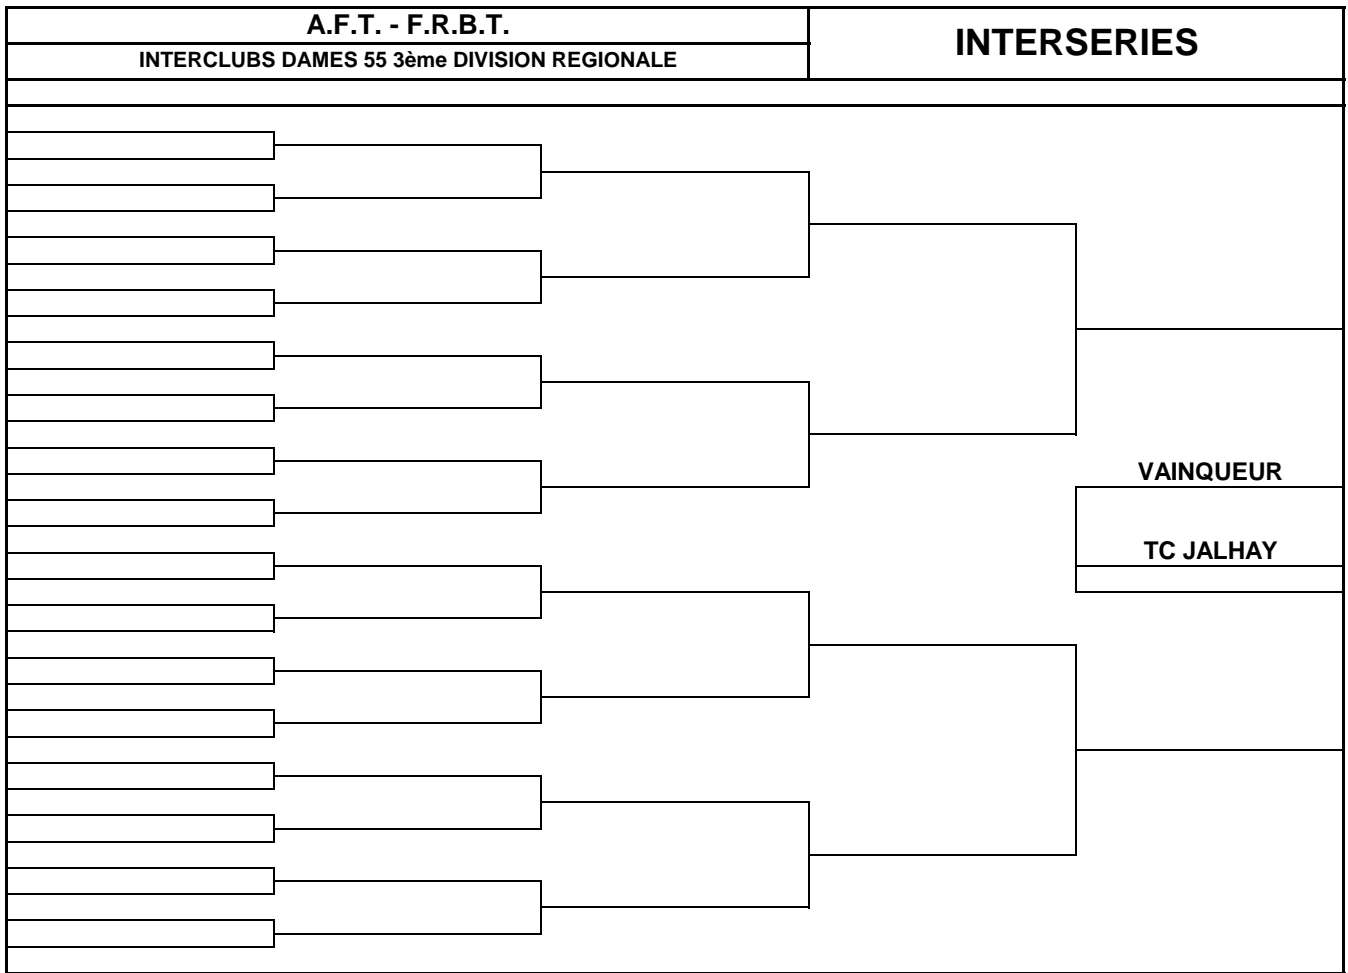 A.F.T. - F.R.B.T.
INTERCLUBS DAMES 55 3ème DIVISION REGIONALE
INTERSERIES
VAINQUEUR
TC JALHAY